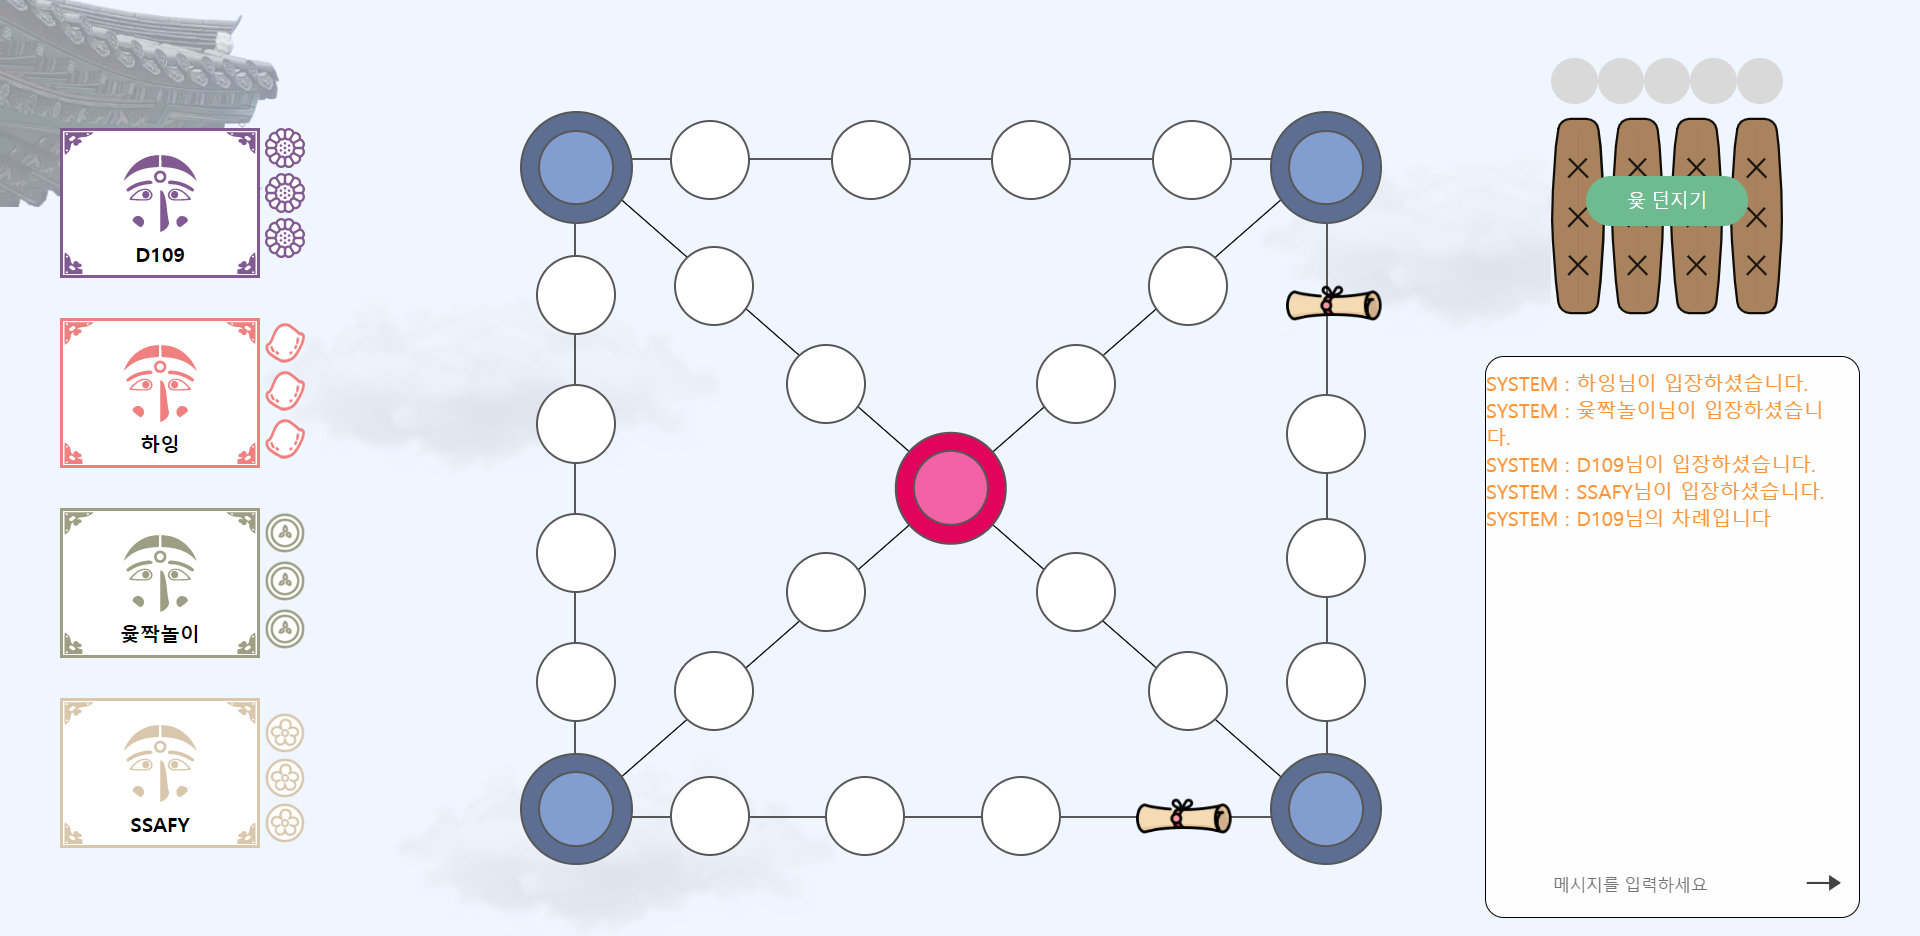 D109
하잉
윷짝놀이
SSAFY
윷 던지기
SYSTEM : 하잉님이 입장하셨습니다.
SYSTEM : 윷짝놀이님이 입장하셨습니
다.
SYSTEM : D109님이 입장하셨습니다.
SYSTEM : SSAFY님이 입장하셨습니다.
SYSTEM : D109님의 차례입니다
메시지를 입력하세요